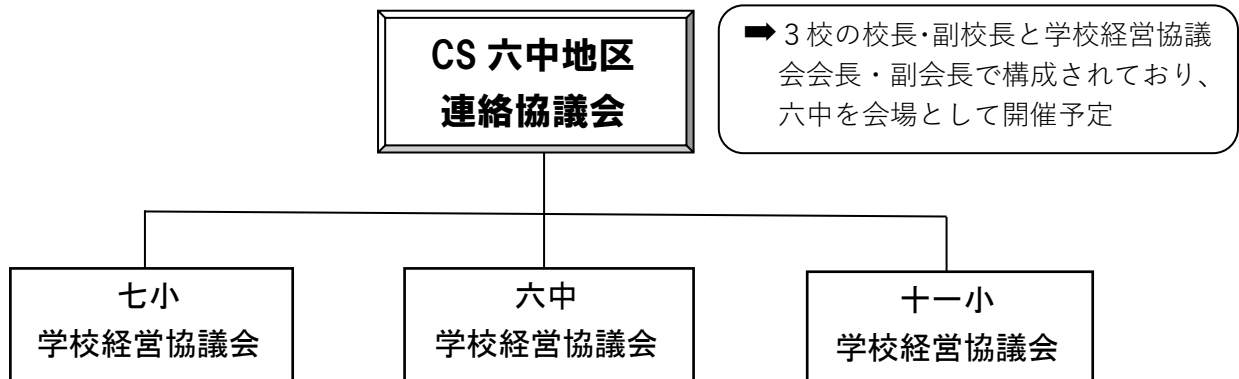 CS 六中地区
連絡協議会
➡３校の校長･副校長と学校経営協議
会会長・副会長で構成されており、
六中を会場として開催予定
七小
学校経営協議会
六中
学校経営協議会
十一小
学校経営協議会